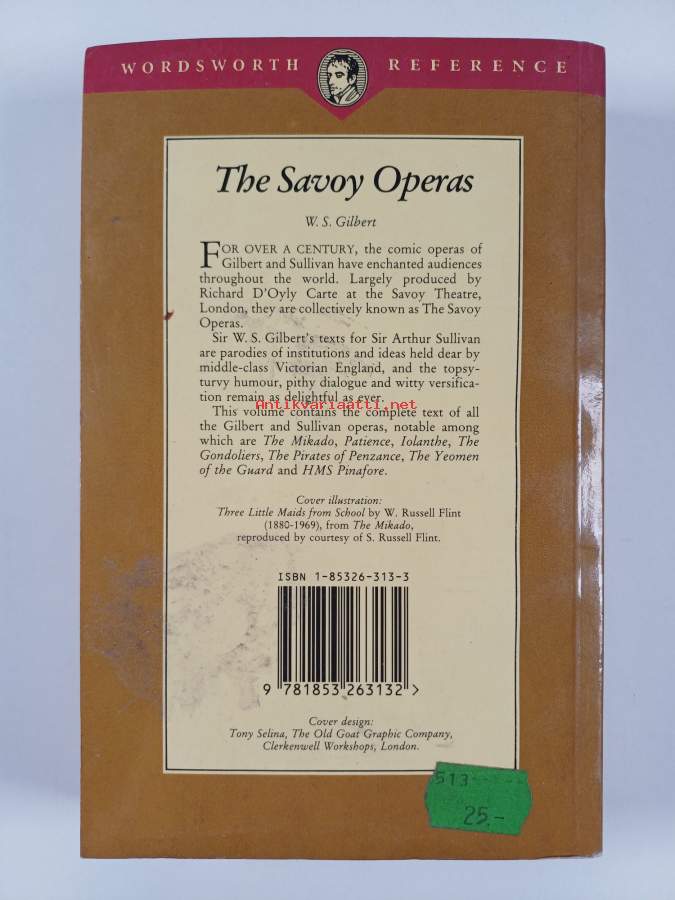 WORDSWORTH REFERENCE
The Savoy Operas
W. S. Gilbert
FOR OVER A CENTURY, the comic operas of
Gilbert and Sullivan have enchanted audiences
throughout the world. Largely produced by
Richard D'Oyly Carte at the Savoy Theatre,
London, they are collectively known as The Savoy
Operas.
Sir W. S. Gilbert's texts for Sir Arthur Sullivan
are parodies of institutions and ideas held dear by
middle-class Victorian England, and the topsy-
turvy humour, pithy dialogue and witty versifica-
tion remain as delightful as ever.
Antikvariaatti.net
This volume contains the complete text of all
the Gilbert and Sullivan operas, notable among
which are The Mikado, Patience, Iolanthe, The
Gondoliers, The Pirates of Penzance, The Yeomen
of the Guard and HMS Pinafore.
Cover illustration:
Three Little Maids from School by W. Russell Flint
(1880-1969), from The Mikado,
reproduced by courtesy of S. Russell Flint.
ISBN 1-85326-313-3
9 781853 263132 >
Cover design:
Tony Selina, The Old Goat Graphic Company,
Clerkenwell Workshops, London.
513
25.-